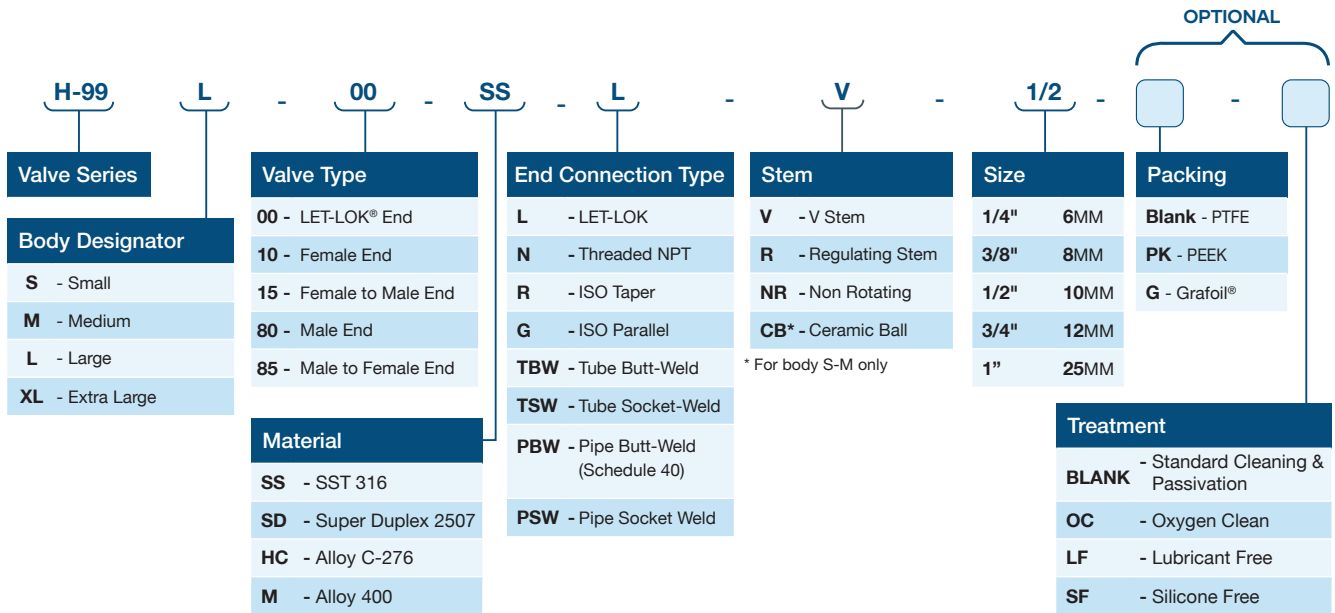 OPTIONAL
H-99 L - 00 - SS - L - V - 1/2 - -
Valve Series
Body Designator
S - Small
M - Medium
L - Large
XL - Extra Large
Valve Type
00 - LET-LOK® End
10 - Female End
15 - Female to Male End
80 - Male End
85 - Male to Female End
Material
SS - SST 316
SD - Super Duplex 2507
HC - Alloy C-276
M - Alloy 400
End Connection Type
L - LET-LOK
N - Threaded NPT
R - ISO Taper
G - ISO Parallel
TBW - Tube Butt-Weld
TSW - Tube Socket-Weld
PBW - Pipe Butt-Weld
(Schedule 40)
PSW - Pipe Socket Weld
Stem
V - V Stem
R - Regulating Stem
NR - Non Rotating
CB* - Ceramic Ball
* For body S-M only
Size
1/4" 6MM
3/8" 8MM
1/2" 10MM
3/4" 12MM
1” 25MM
Packing
Blank - PTFE
PK - PEEK
G - Grafoil®
Treatment
BLANK - Standard Cleaning &
Passivation
OC - Oxygen Clean
LF - Lubricant Free
SF - Silicone Free